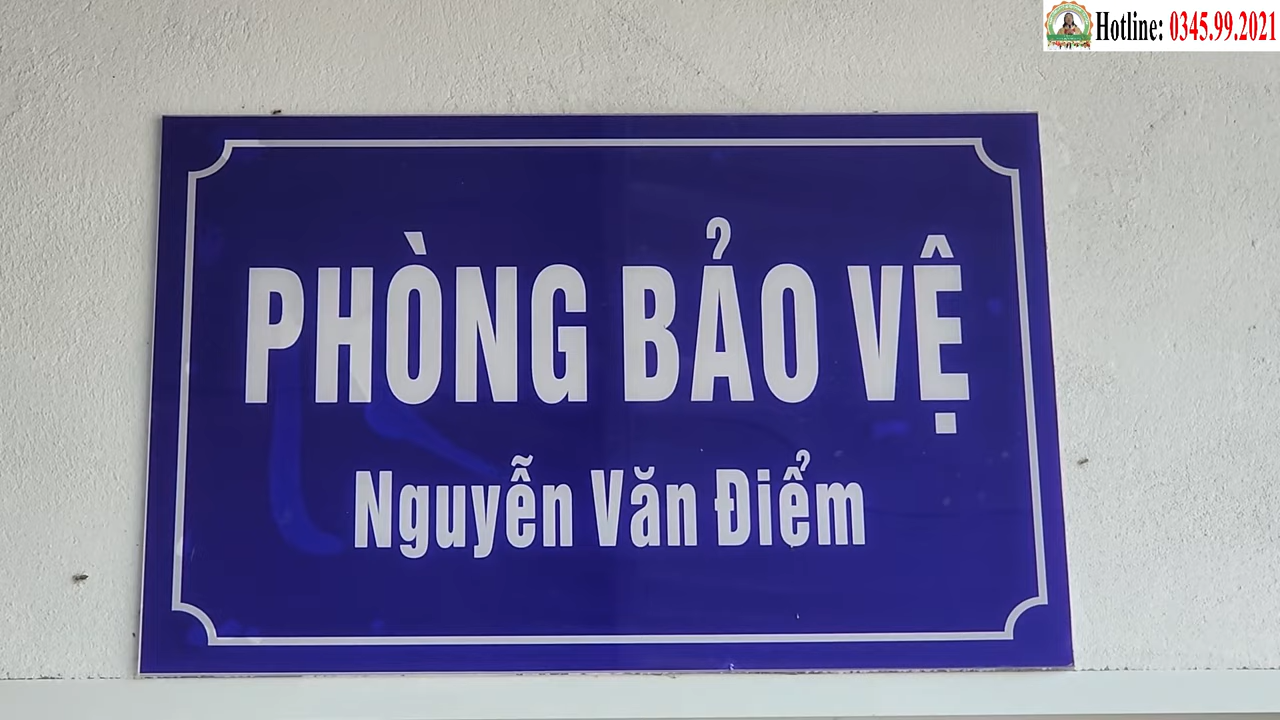 Hotline: 0345.99.2021
PHÒNG BẢO VỆ
Nguyễn Văn Điểm